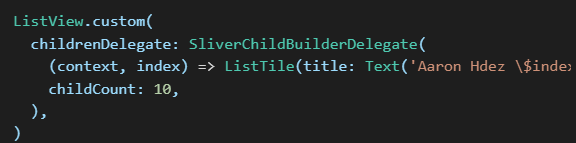 ListView.custom(
childrenDelegate: SliverChildBuilderDelegate(
(context, index) => ListTile(title: Text('Aaron Hdez \$index
childCount: 10,
),
)